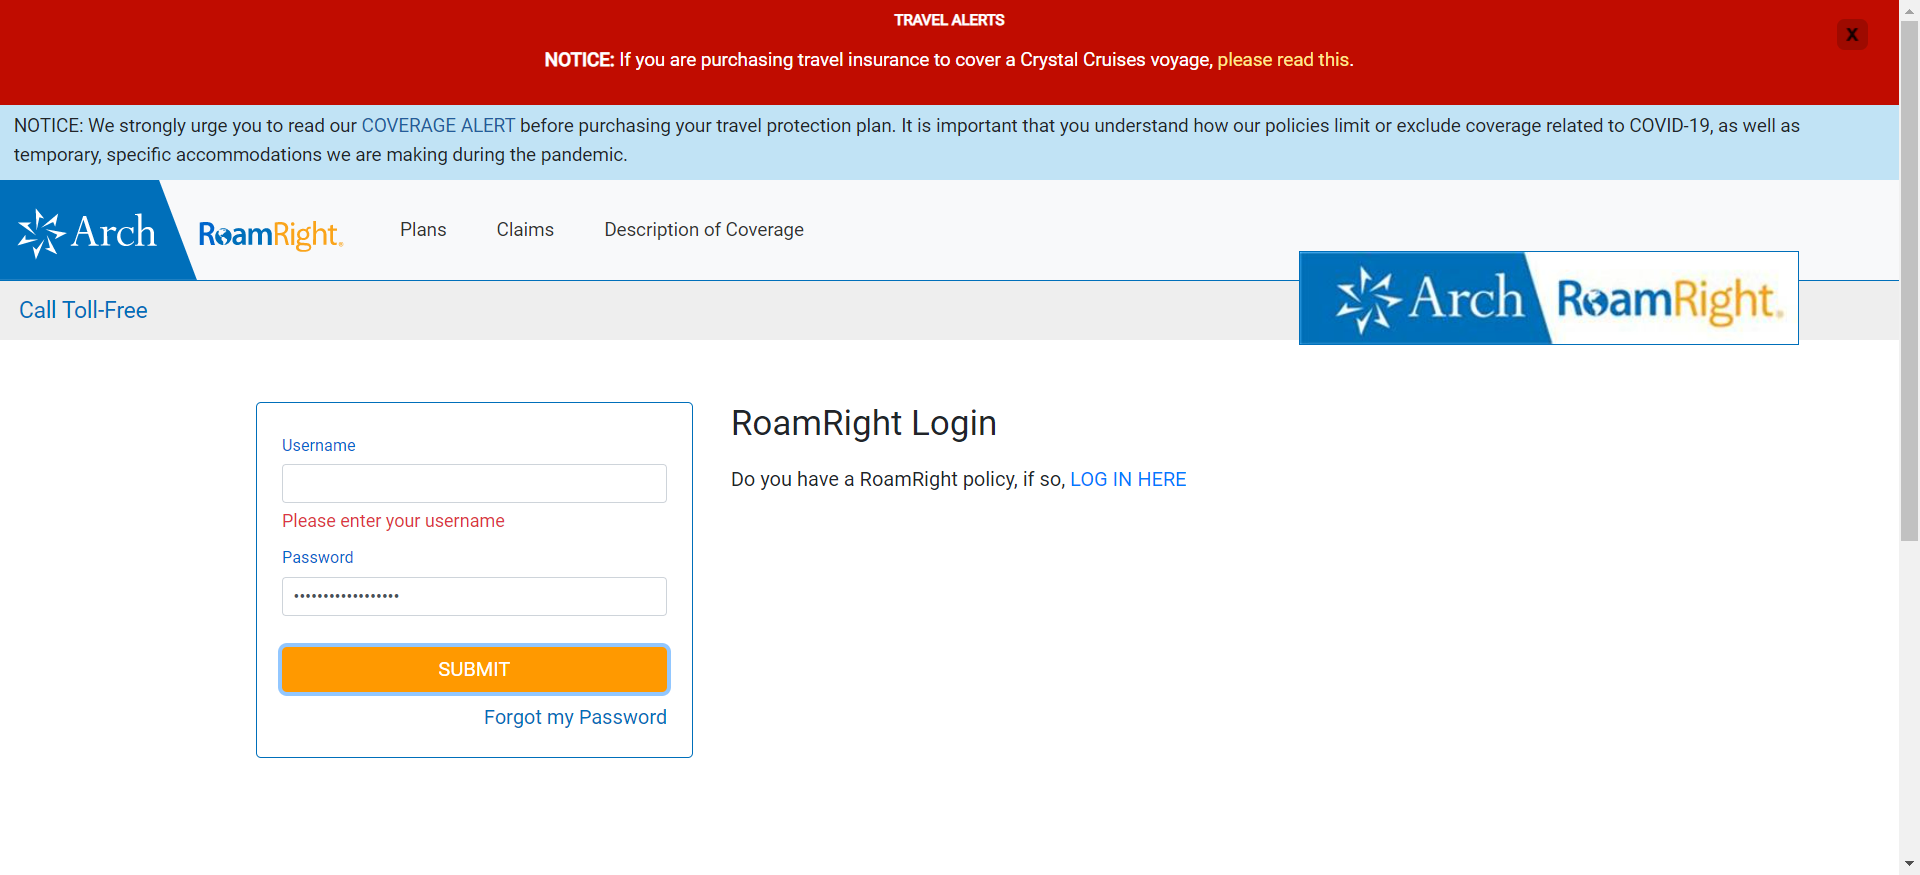 TRAVEL ALERTS
X
NOTICE: If you are purchasing travel insurance to cover a Crystal Cruises voyage, please read this.
NOTICE: We strongly urge you to read our COVERAGE ALERT before purchasing your travel protection plan. It is important that you understand how our policies limit or exclude coverage related to COVID-19, as well as
temporary, specific accommodations we are making during the pandemic.
Arch RoamRight. Plans Claims Description of Coverage
Arch RoamRight.
Call Toll-Free
RoamRight Login
Username
Do you have a RoamRight policy, if so, LOG IN HERE
Please enter your username
Password
••••••••••••••••••
SUBMIT
Forgot my Password